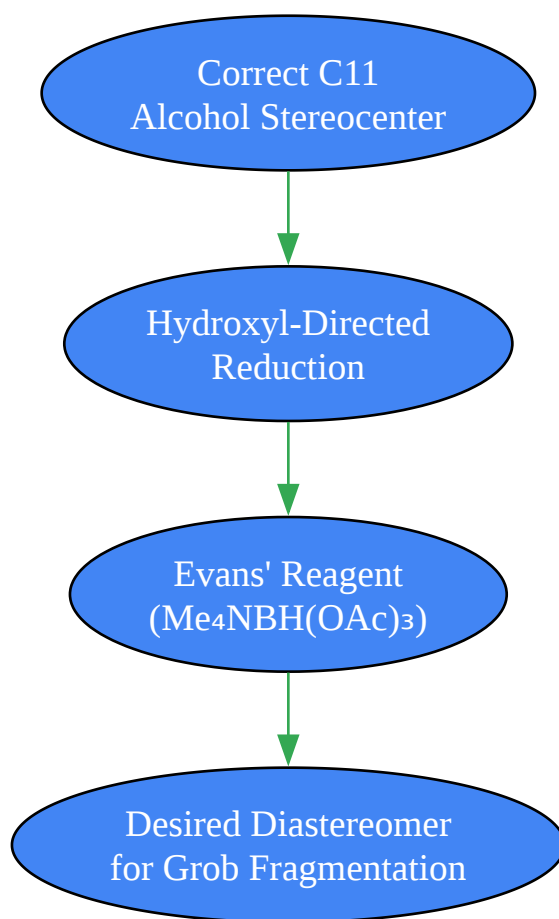 Correct C11
Alcohol Stereocenter
Hydroxyl-Directed
Reduction
Evans' Reagent
(Me₄NBH(OAc)₃)
Desired Diastereomer
for Grob Fragmentation